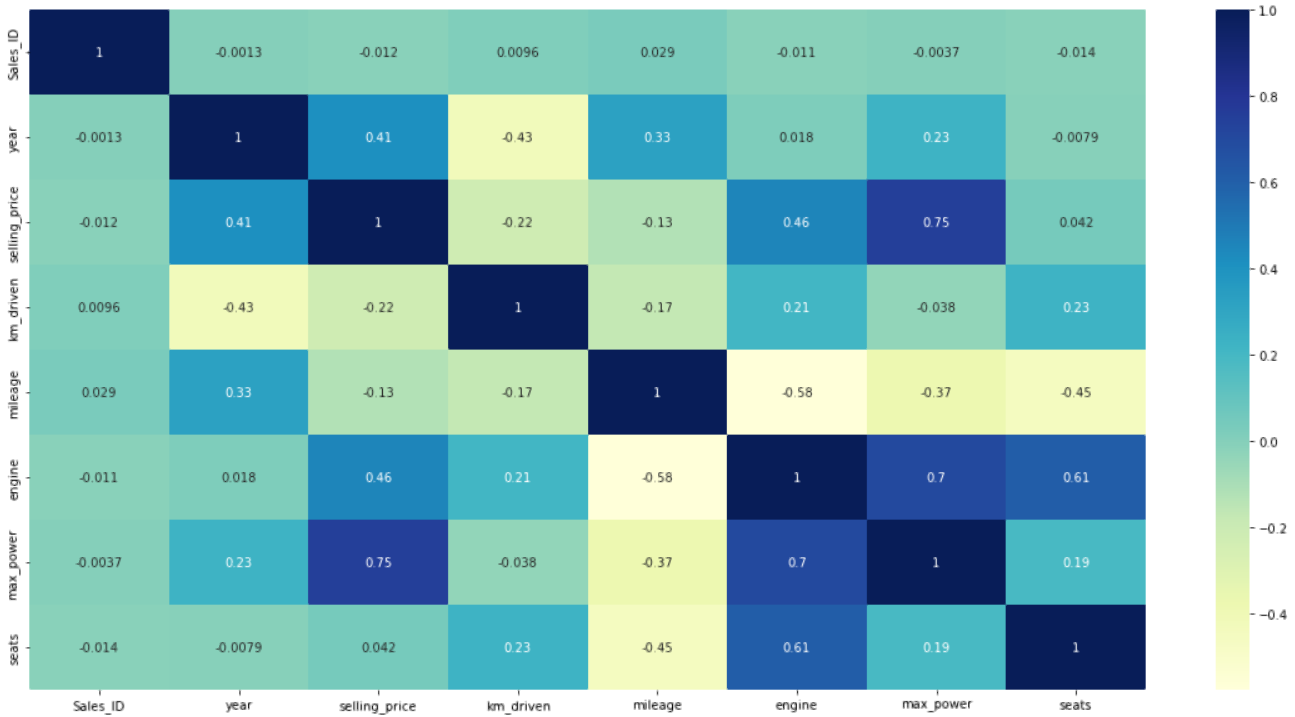 1.0
Sales_ID 1 -0.0013 -0.012 0.0096 0.029 -0.011 -0.0037 -0.014
0.8
year -0.0013 1 0.41 -0.43 0.33 0.018 0.23 -0.0079
0.6
selling_price -0.012 0.41 1 -0.22 -0.13 0.46 0.75 0.042
0.4
km_driven 0.0096 -0.43 -0.22 1 -0.17 0.21 -0.038 0.23
0.2
mileage 0.029 0.33 -0.13 -0.17 1 -0.58 -0.37 -0.45
0.0
engine -0.011 0.018 0.46 0.21 -0.58 1 0.7 0.61
-0.2
max_power -0.0037 0.23 0.75 -0.038 -0.37 0.7 1 0.19
-0.4
seats -0.014 -0.0079 0.042 0.23 -0.45 0.61 0.19 1
Sales_ID year selling_price km_driven mileage engine max_power seats